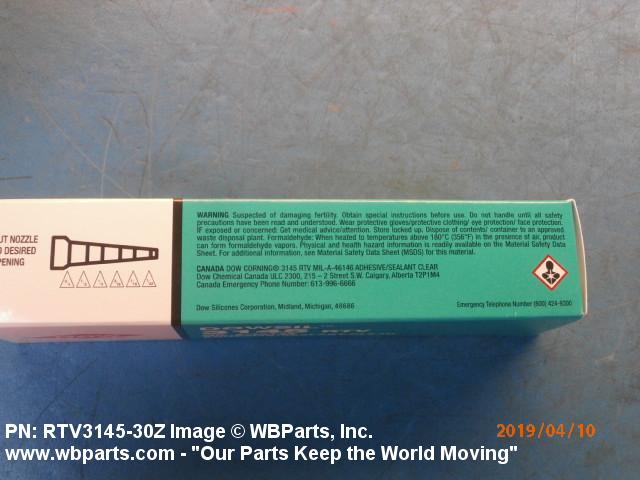 WARNING Suspected of damaging fertility. Obtain special instructions before use. Do not handle until all safety
precautions have been read and understood. Wear protective gloves/protective clothing/ eye protection/ face protection.
IF exposed or concerned: Get medical advice/attention. Store locked up. Dispose of contents/ container to an approved
waste disposal plant. Formaldehyde: When heated to temperatures above 180°C (356°F) in the presence of air, product
can form formaldehyde vapors. Physical and health hazard information is readily available on the Material Safety Data
Sheet. For additional information, see Material Safety Data Sheet (MSDS) for this material.
UT NOZZLE
DESIRED
PENING
CANADA DOW CORNING® 3145 RTV MIL-A-46146 ADHESIVE/SEALANT CLEAR
Dow Chemical Canada ULC 2300, 215 – 2 Street S.W. Calgary, Alberta T2P1M4
Canada Emergency Phone Number: 613-996-6666
Dow Silicones Corporation, Midland, Michigan, 48686
Emergency Telephone Number (800) 424-9300
DOWSIL™
3145 RTV
PN: RTV3145-30Z Image © WBParts, Inc.
2019/04/10
www.wbparts.com - "Our Parts Keep the World Moving"